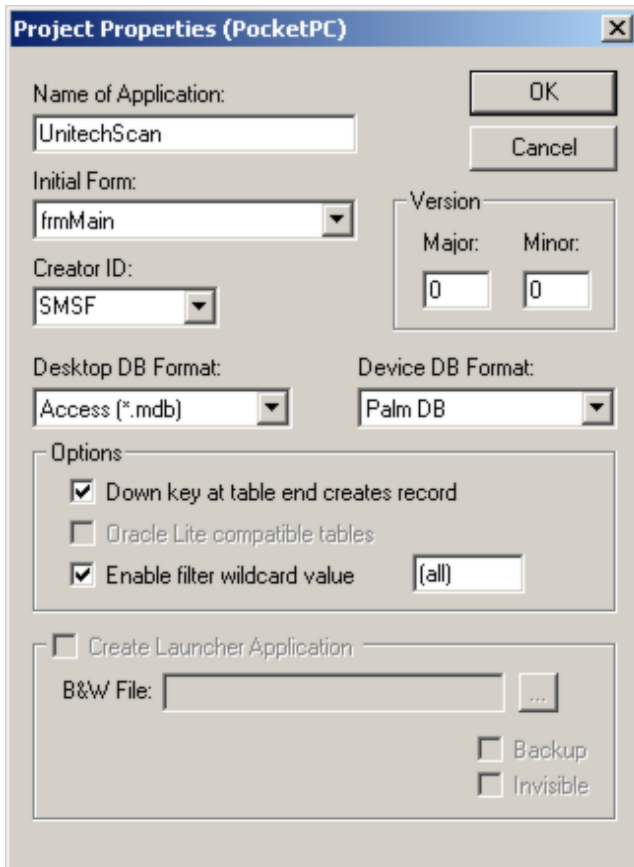 Project Properties (PocketPC)
Name of Application:
OK
UnitechScan
Cancel
Initial Form:
frmMain
Version
Major: Minor:
Creator ID:
0 0
SMSF
Desktop DB Format: Device DB Format:
Access (*.mdb) Palm DB
Options
Down key at table end creates record
Oracle Lite compatible tables
Enable filter wildcard value (all)
Create Launcher Application
B&W File: ...
Backup
Invisible